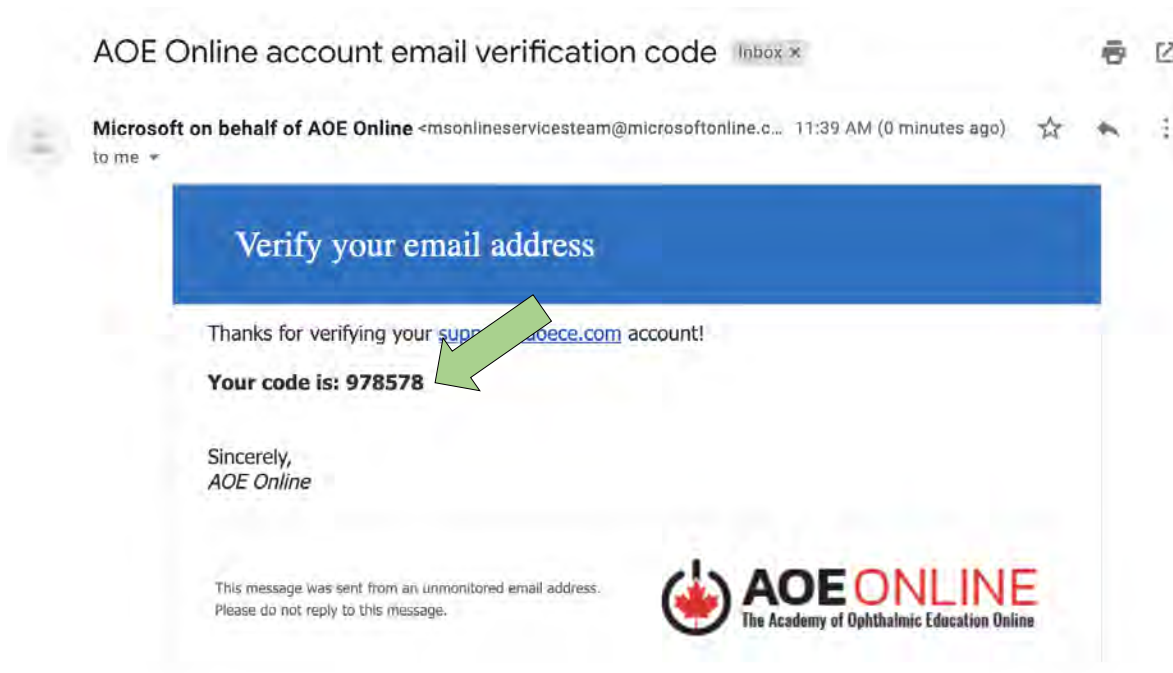 AOE Online account email verification code Inbox ×
Microsoft on behalf of AOE Online <msonlineservicesteam@microsoftonline.c... 11:39 AM (0 minutes ago)
to me
Verify your email address
Thanks for verifying your account!
Your code is: 978578
Sincerely,
AOE Online
This message was sent from an unmonitored email address.
Please do not reply to this message.
AOE ONLINE
The Academy of Ophthalmic Education Online